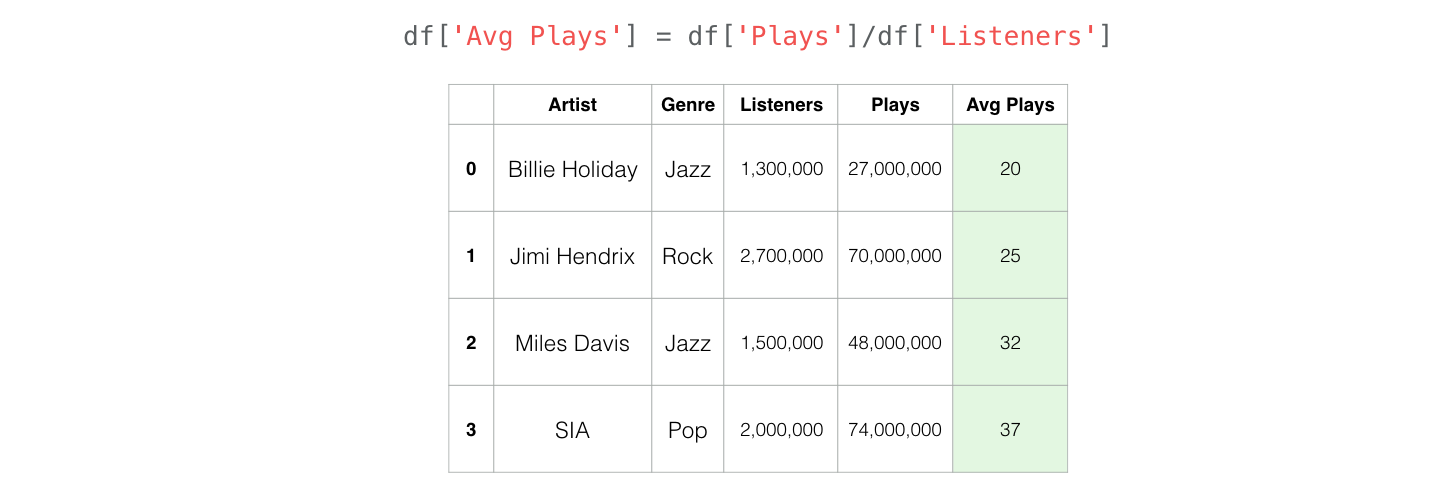 df['Avg Plays'] = df['Plays']/df['Listeners']
Artist Genre Listeners Plays Avg Plays
0 Billie Holiday Jazz 1,300,000 27,000,000 20
1 Jimi Hendrix Rock 2,700,000 70,000,000 25
2 Miles Davis Jazz 1,500,000 48,000,000 32
3 SIA Pop 2,000,000 74,000,000 37